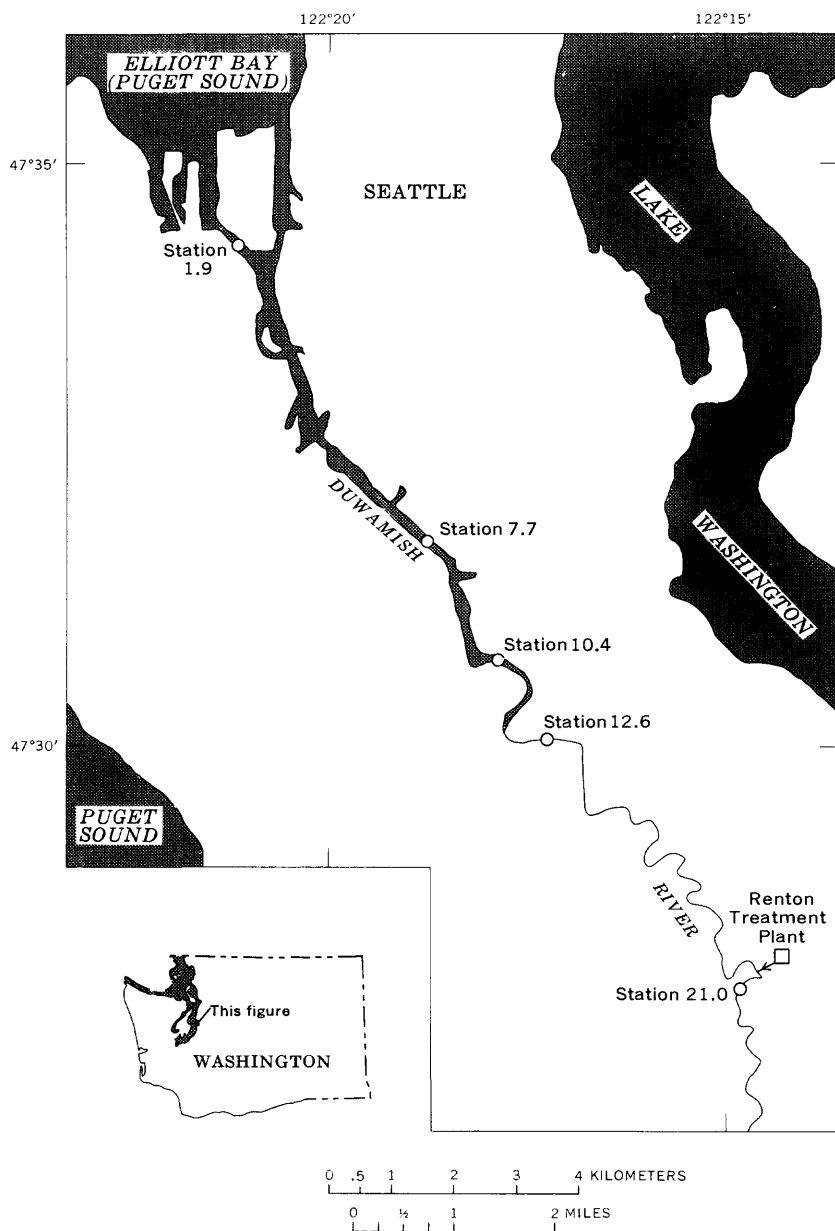 122°20′
122°15′
ELLIOTT BAY
(PUGET SOUND)
47°35′
SEATTLE
LAKE
Station
1.9
DUWAMISH
Station 7.7
WASHINGTON
Station 10.4
Station 12.6
47°30′
PUGET
SOUND
RIVER
Renton
Treatment
Plant
Station 21.0
This figure
WASHINGTON
0 .5 1 2 3 4 KILOMETERS
0 ½ 1 2 MILES